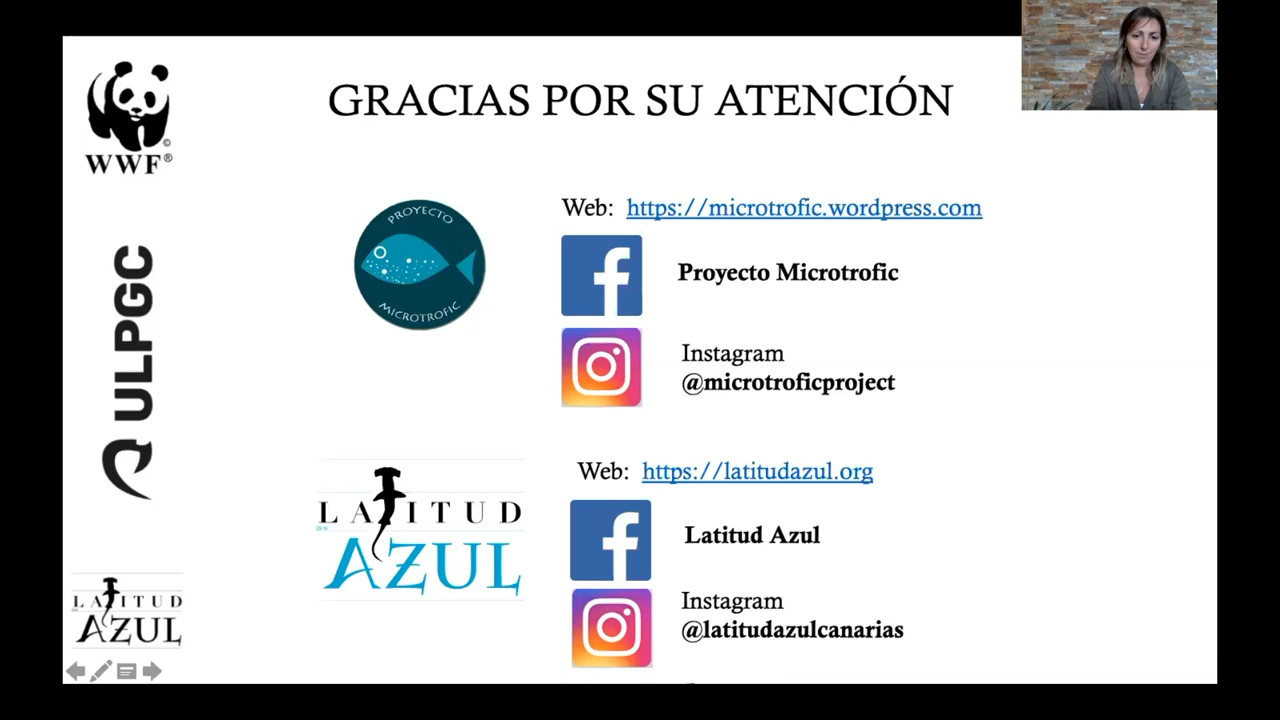 GRACIAS POR SU ATENCIÓN
©
WWF®
PROYECTO
MICROTROFIC
Web: https://microtrofic.wordpress.com
Proyecto Microtrofic
Instagram
@microtroficproject
ULPGC
Web: https://latitudazul.org
LATITUD
AZUL
Latitud Azul
Instagram
@latitudazulcanarias
LATITUD
AZUL